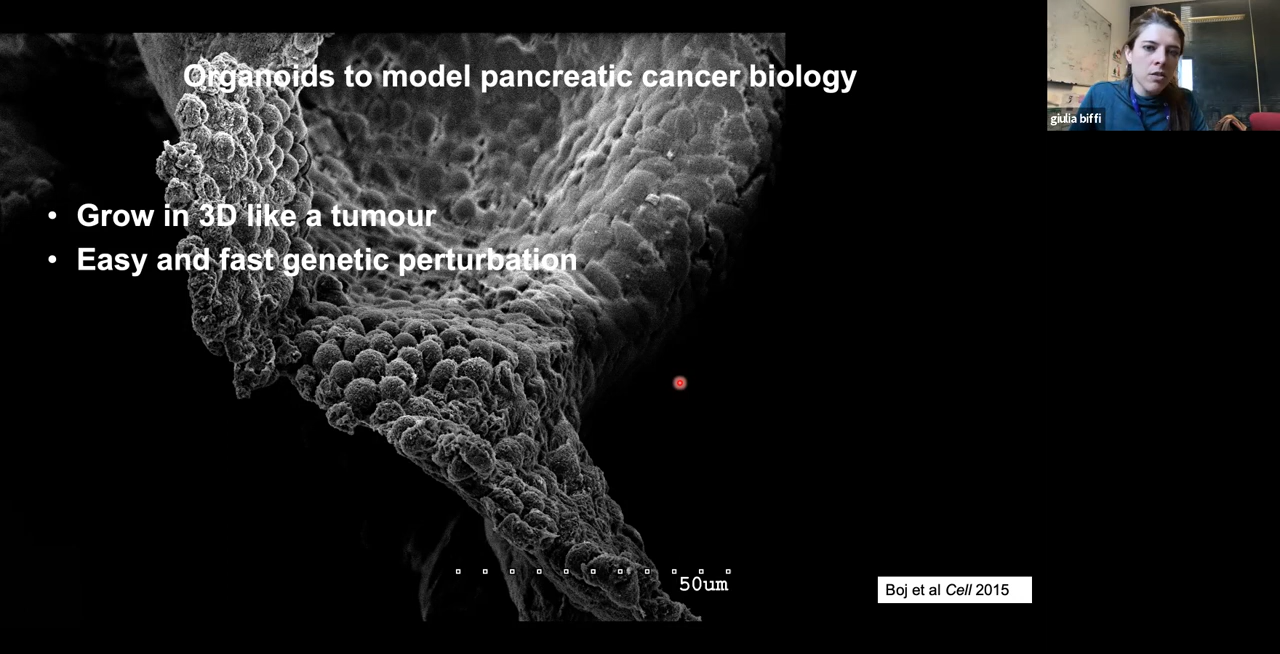 Organoids to model pancreatic cancer biology
giulia biffi
• Grow in 3D like a tumour
• Easy and fast genetic perturbation
50um
Boj et al Cell 2015